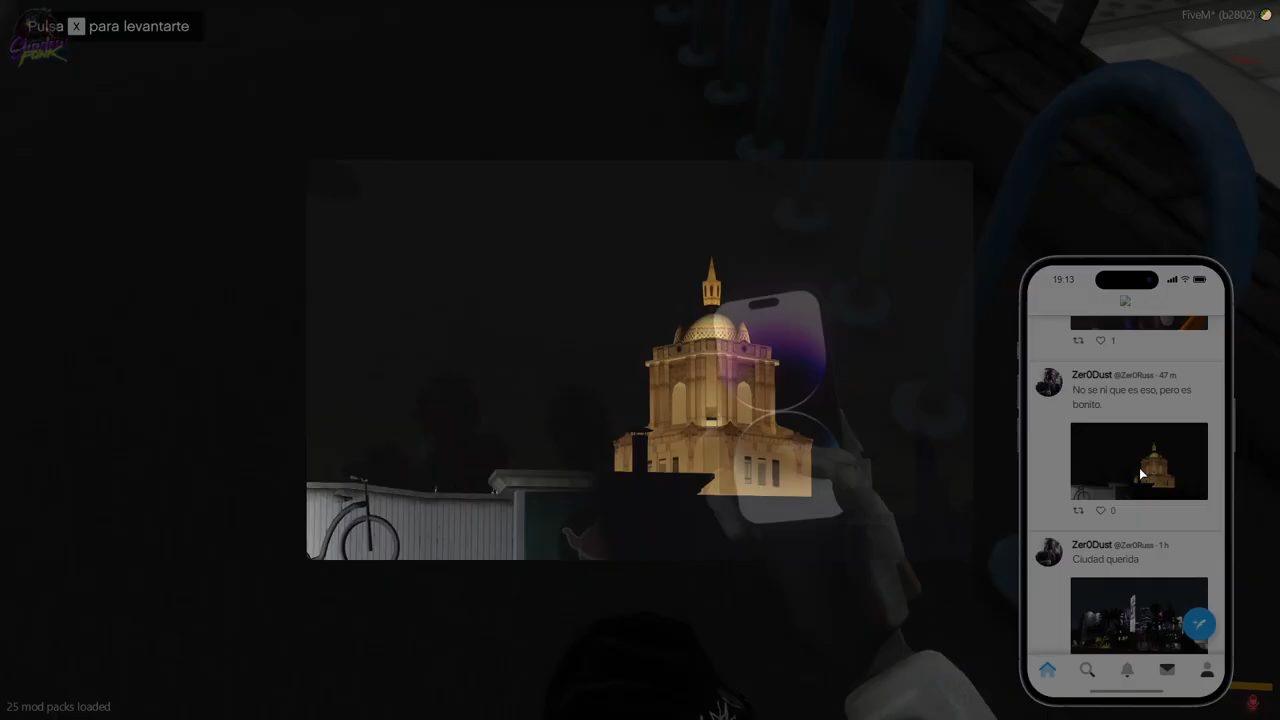 Pulsa X para levantarte
FiveM* (b2802)
19:13
1
Zer0Dust @Zer0Russ · 47 m
No se ni que es eso, pero es
bonito.
0
Zer0Dust @Zer0Russ · 1 h
Ciudad querida
25 mod packs loaded